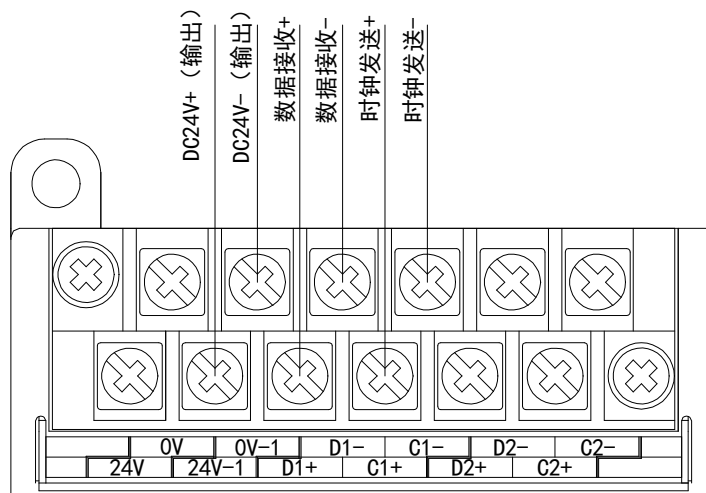 DC24V+（输出）
DC24V-（输出）
数据接收+
数据接收-
时钟发送+
时钟发送-
0V 0V-1 D1- C1- D2- C2-
24V 24V-1 D1+ C1+ D2+ C2+